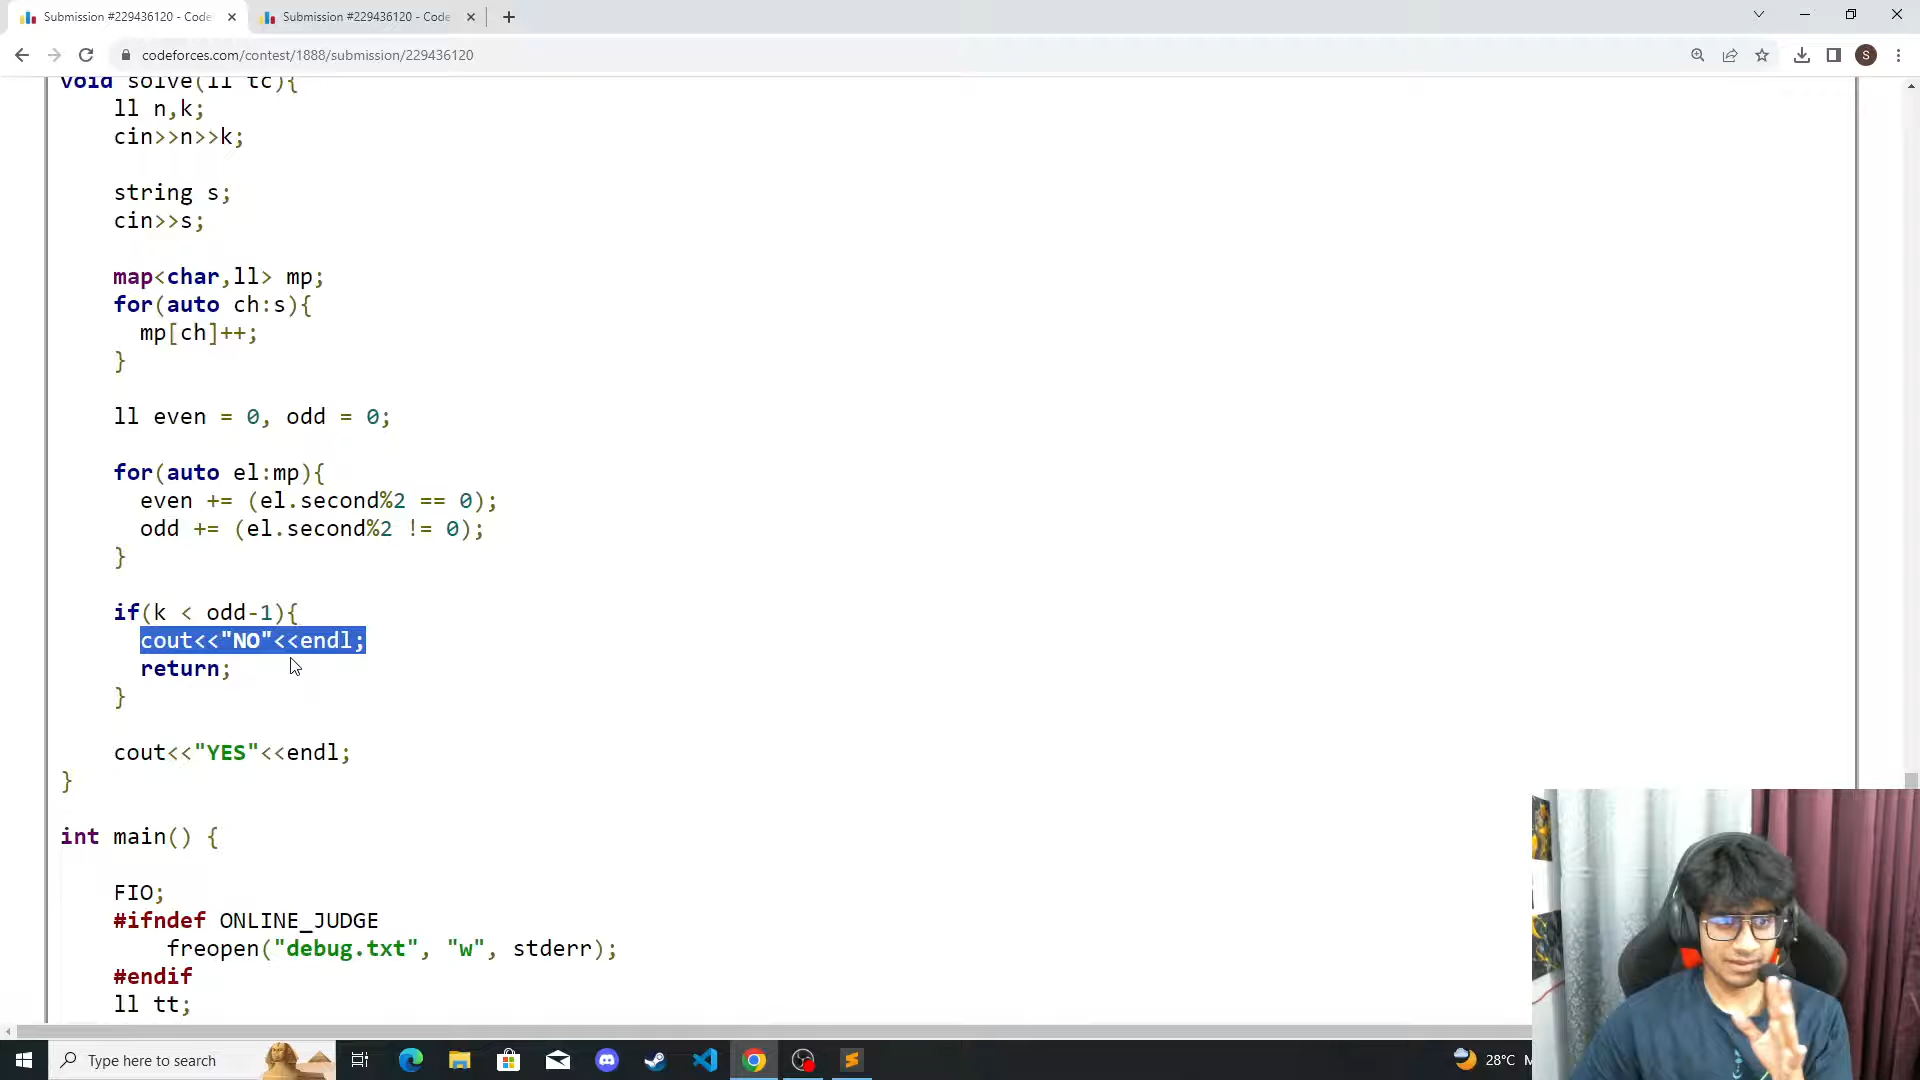 Submission #229436120 - Code
Submission #229436120 - Code
codeforces.com/contest/1888/submission/229436120
S
void solve(ll tc){
ll n,k;
cin>>n>>k;
string s;
cin>>s;
map<char,ll> mp;
for(auto ch:s){
mp[ch]++;
}
ll even = 0, odd = 0;
for(auto el:mp){
even += (el.second%2 == 0);
odd += (el.second%2 != 0);
}
if(k < odd-1){
cout<<"NO"<<endl;
return;
}
cout<<"YES"<<endl;
}
int main() {
FIO;
#ifndef ONLINE_JUDGE
freopen("debug.txt", "w", stderr);
#endif
ll tt;
Type here to search
28°C M